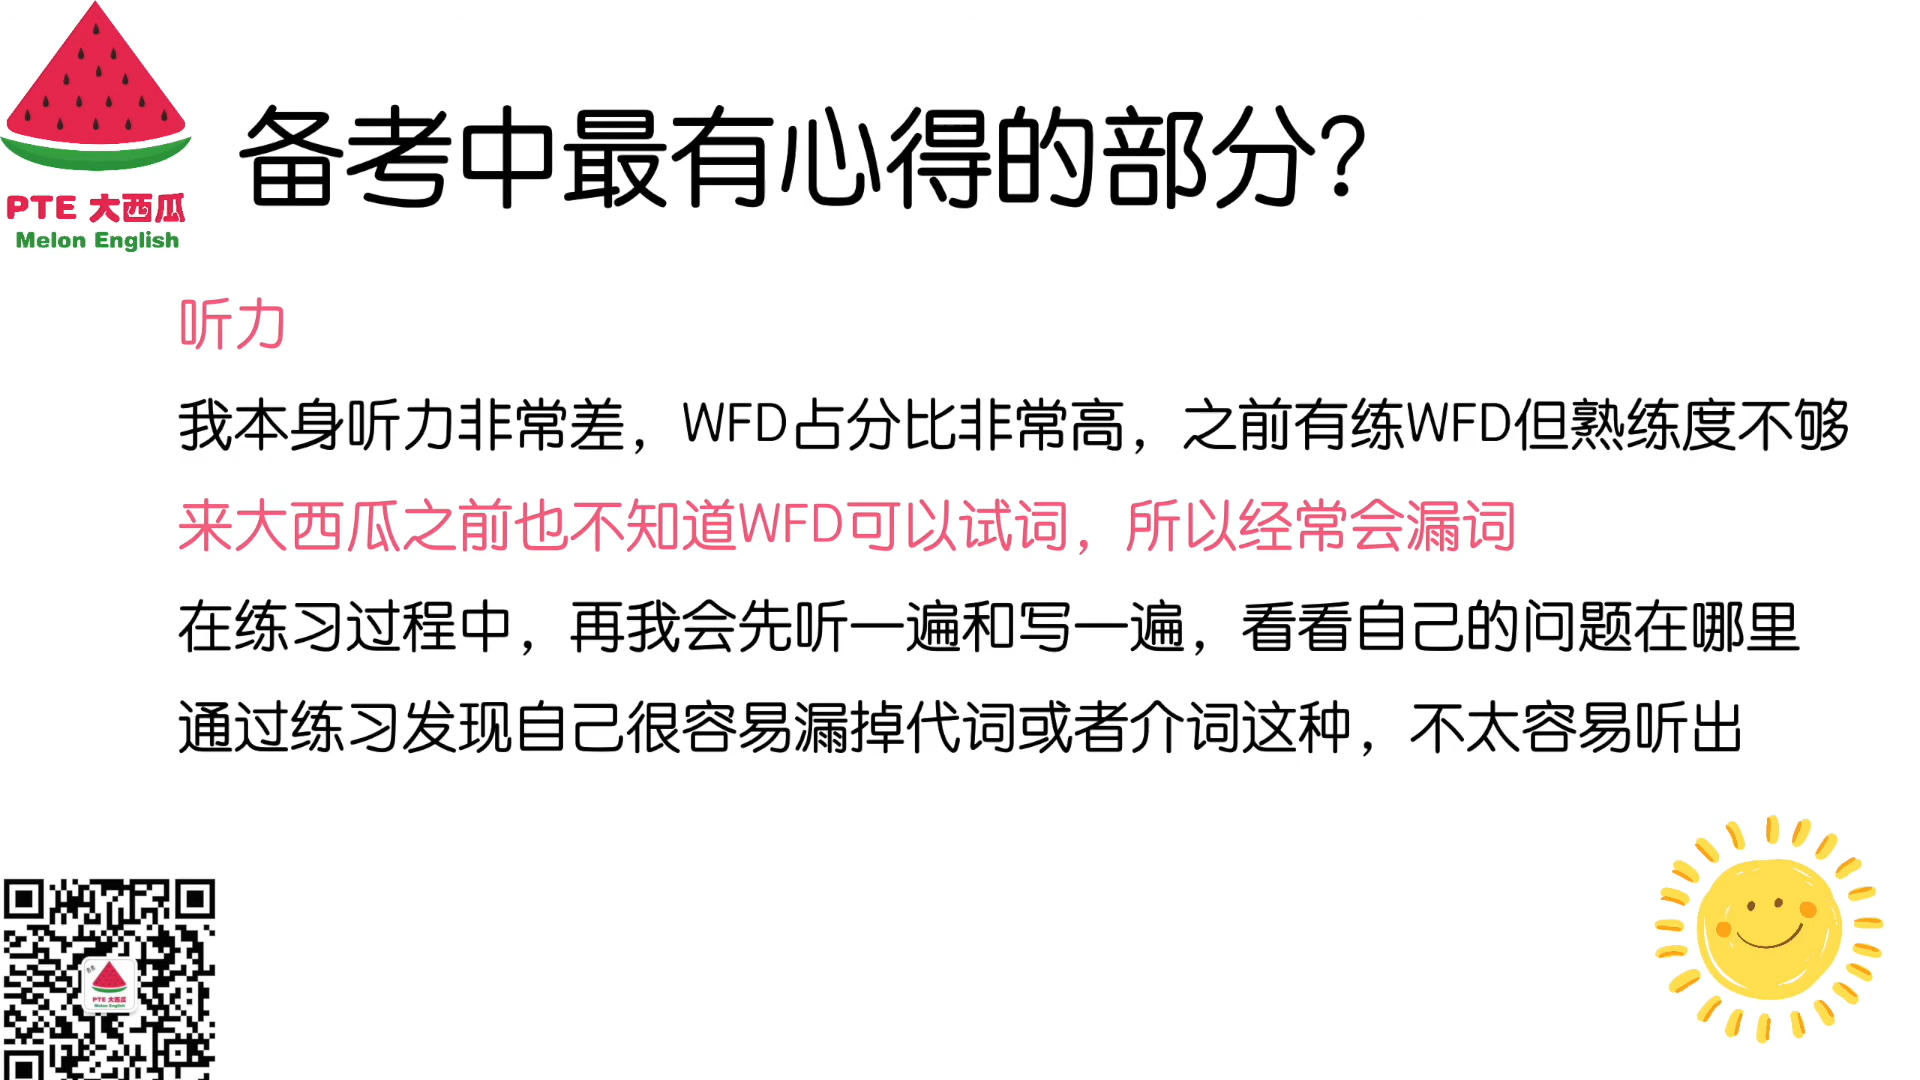 PTE 大西瓜
Melon English
备考中最有心得的部分?
听力
我本身听力非常差，WFD占分比非常高，之前有练WFD但熟练度不够
来大西瓜之前也不知道WFD可以试词，所以经常会漏词
在练习过程中，再我会先听一遍和写一遍，看看自己的问题在哪里
通过练习发现自己很容易漏掉代词或者介词这种，不太容易听出
PTE 大西瓜
Melon English